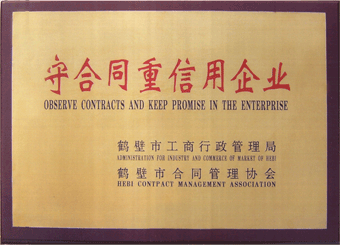 守合同重信用企业
OBSERVE CONTRACTS AND KEEP PROMISE IN THE ENTERPRISE
鹤壁市工商行政管理局
ADMINISTRATION FOR INDUSTRY AND COMMERCE OF MARKET OF HEBI
鹤壁市合同管理协会
HEBI CONTPACT MANAGEMENT ASSOCIATION